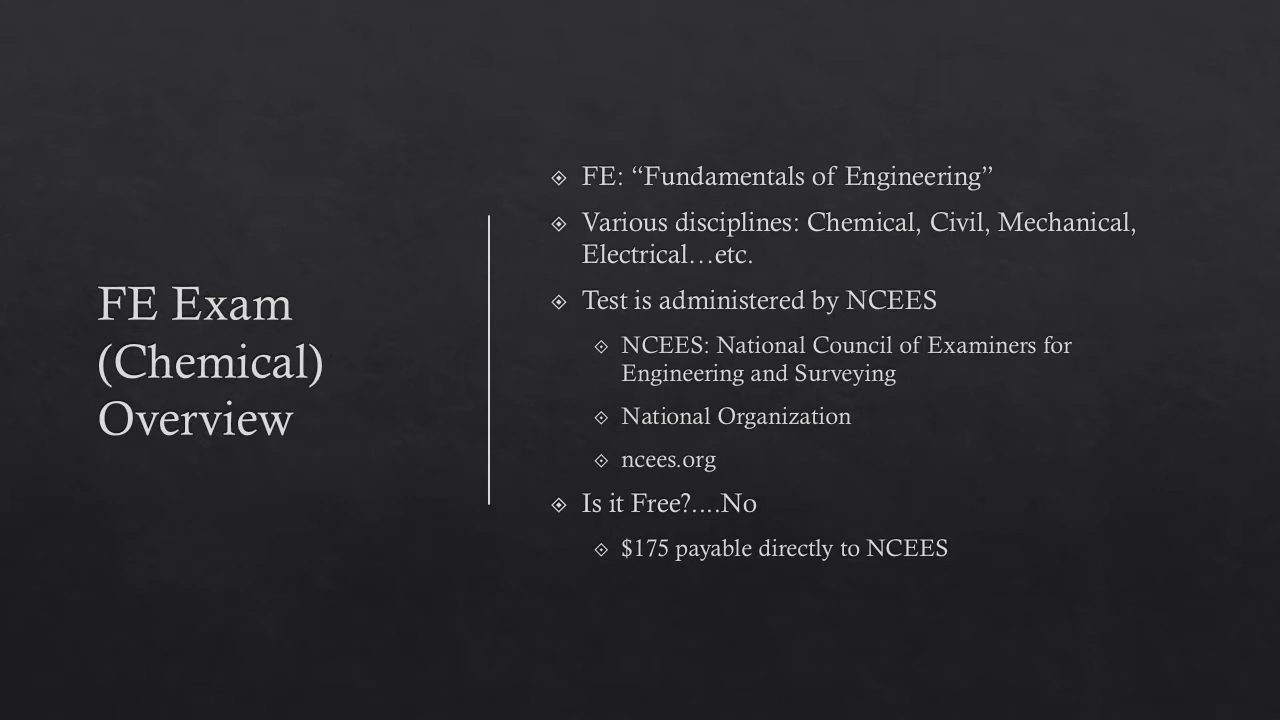 FE Exam
(Chemical)
Overview
FE: “Fundamentals of Engineering”
Various disciplines: Chemical, Civil, Mechanical,
Electrical…etc.
Test is administered by NCEES
NCEES: National Council of Examiners for
Engineering and Surveying
National Organization
ncees.org
Is it Free?....No
$175 payable directly to NCEES